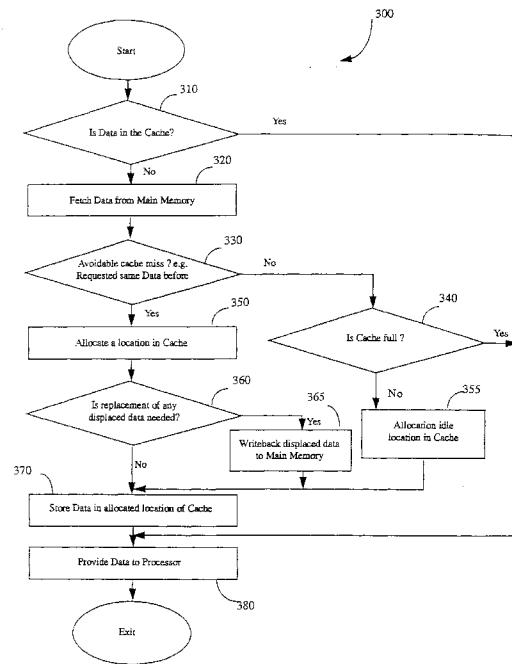 300
Start
310
Is Data in the Cache?
Yes
No
320
Fetch Data from Main Memory
330
Avoidable cache miss ? e.g.
Requested same Data before
No
Yes
340
Is Cache full ?
Yes
No
350
Allocate a location in Cache
355
Allocation idle
location in Cache
360
Is replacement of any
displaced data needed?
Yes
365
Writeback displaced data
to Main Memory
No
370
Store Data in allocated location of Cache
Provide Data to Processor
380
Exit